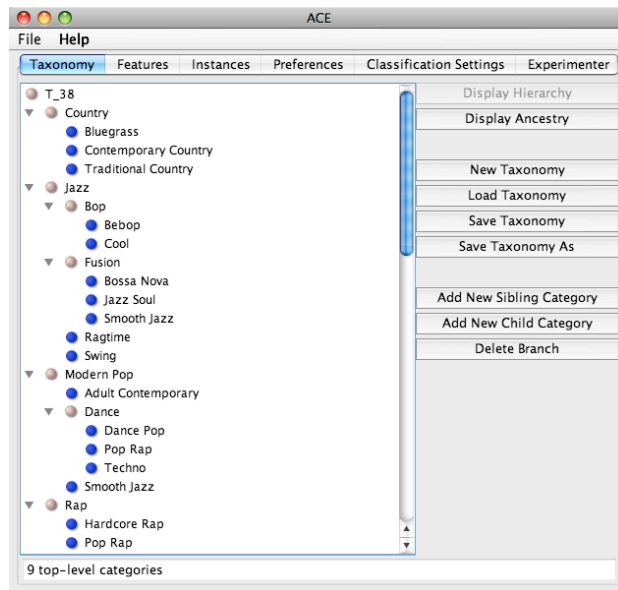 ACE
File Help
Taxonomy Features Instances Preferences Classification Settings Experimenter
T_38
Country
Bluegrass
Contemporary Country
Traditional Country
Jazz
Bop
Bebop
Cool
Fusion
Bossa Nova
Jazz Soul
Smooth Jazz
Ragtime
Swing
Modern Pop
Adult Contemporary
Dance
Dance Pop
Pop Rap
Techno
Smooth Jazz
Rap
Hardcore Rap
Pop Rap
Display Hierarchy
Display Ancestry
New Taxonomy
Load Taxonomy
Save Taxonomy
Save Taxonomy As
Add New Sibling Category
Add New Child Category
Delete Branch
9 top-level categories